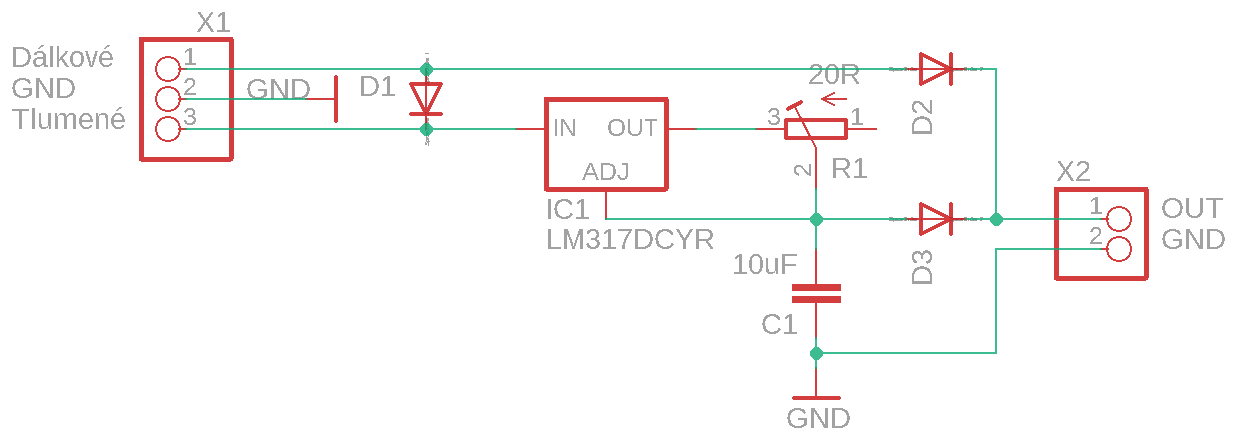 X1
Dálkové
GND
Tlumené
1
2
3
GND
D1
IN
OUT
ADJ
IC1
LM317DCYR
20R
3
1
2
R1
D2
D3
10uF
C1
GND
X2
1
2
OUT
GND